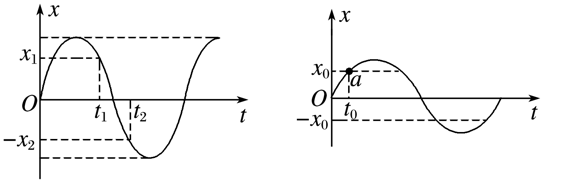 x
x₁
O
t₁
t₂
t
−x₂
x
x₀
a
O
t₀
t
−x₀